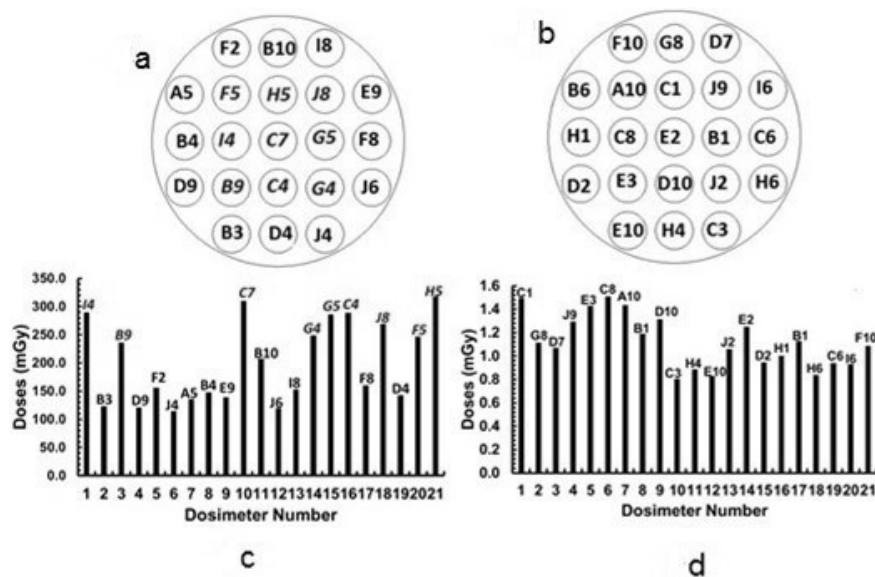 a
F2 B10 I8
A5 F5 H5 J8 E9
B4 I4 C7 G5 F8
D9 B9 C4 G4 J6
B3 D4 J4
b
F10 G8 D7
B6 A10 C1 J9 I6
H1 C8 E2 B1 C6
D2 E3 D10 J2 H6
E10 H4 C3
Doses (mGy)
350.0
300.0
250.0
200.0
150.0
100.0
50.0
0.0
I4 B3 B9 D9 F2 J4 A5 B4 E9 C7 B10 J6 I8 G4 G5 C4 F8 J8 D4 F5 H5
1 2 3 4 5 6 7 8 9 10 11 12 13 14 15 16 17 18 19 20 21
Dosimeter Number
c
Doses (mGy)
1.6
1.4
1.2
1.0
0.8
0.6
0.4
0.2
0.0
C1 G8 D7 J9 E3 C8 A10 B1 D10 C3 H4 E10 J2 E2 D2 H1 B1 H6 C6 I6 F10
1 2 3 4 5 6 7 8 9 10 11 12 13 14 15 16 17 18 19 20 21
Dosimeter Number
d